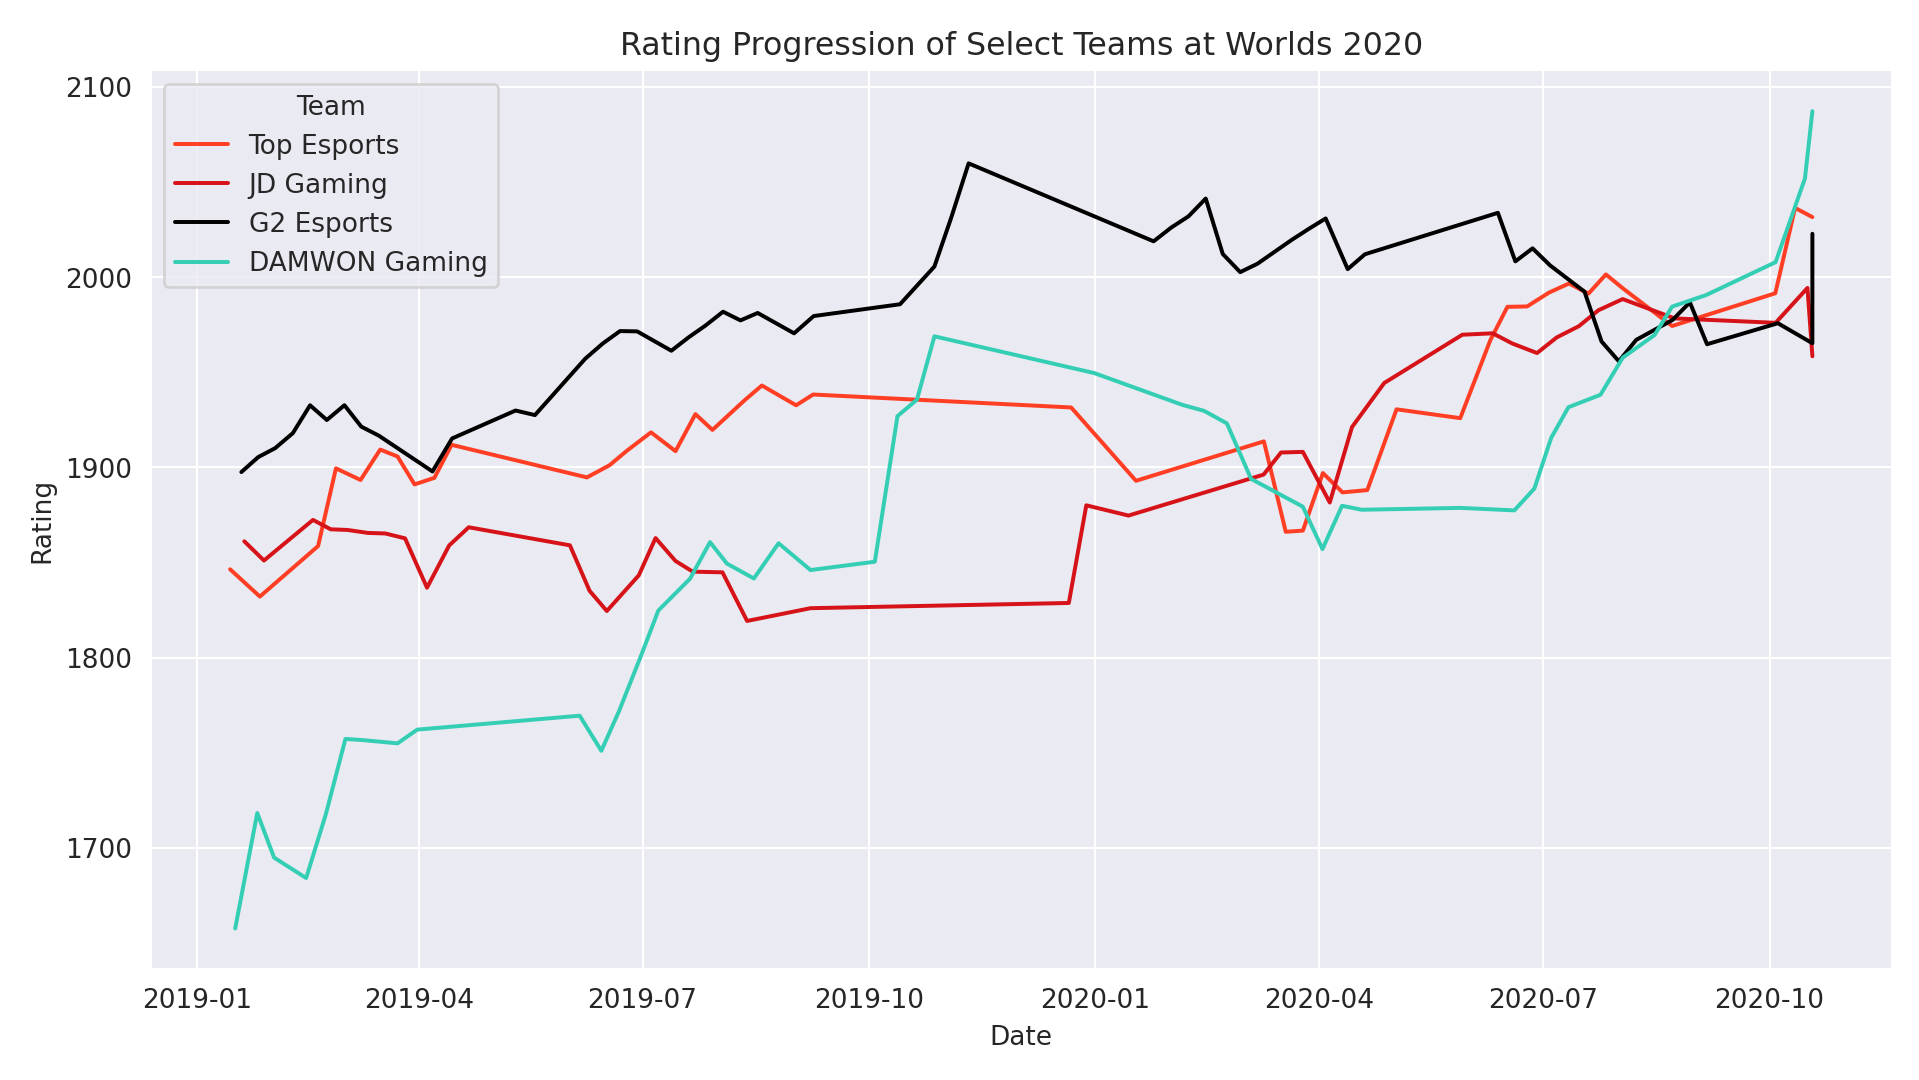 Rating Progression of Select Teams at Worlds 2020
Team
Top Esports
JD Gaming
G2 Esports
DAMWON Gaming
2100
2000
1900
1800
1700
Rating
2019-01
2019-04
2019-07
2019-10
2020-01
2020-04
2020-07
2020-10
Date